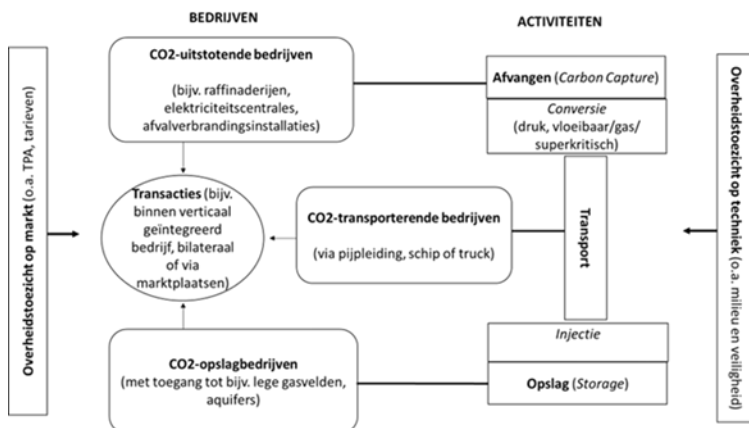 BEDRIJVEN
ACTIVITEITEN
Overheidstoezicht op markt (o.a. TPA, tarieven)
CO2-uitstotende bedrijven
(bijv. raffinaderijen,
elektriciteitscentrales,
afvalverbrandingsinstallaties)
Afvangen (Carbon Capture)
Conversie
(druk, vloeibaar/gas/
superkritisch)
Transacties (bijv.
binnen verticaal
geïntegreerd
bedrijf, bilateraal
of via
marktplaatsen)
CO2-transporterende bedrijven
(via pijpleiding, schip of truck)
Transport
CO2-opslagbedrijven
(met toegang tot bijv. lege gasvelden,
aquifers)
Injectie
Opslag (Storage)
Overheidstoezicht op techniek
(o.a. milieu en veiligheid)